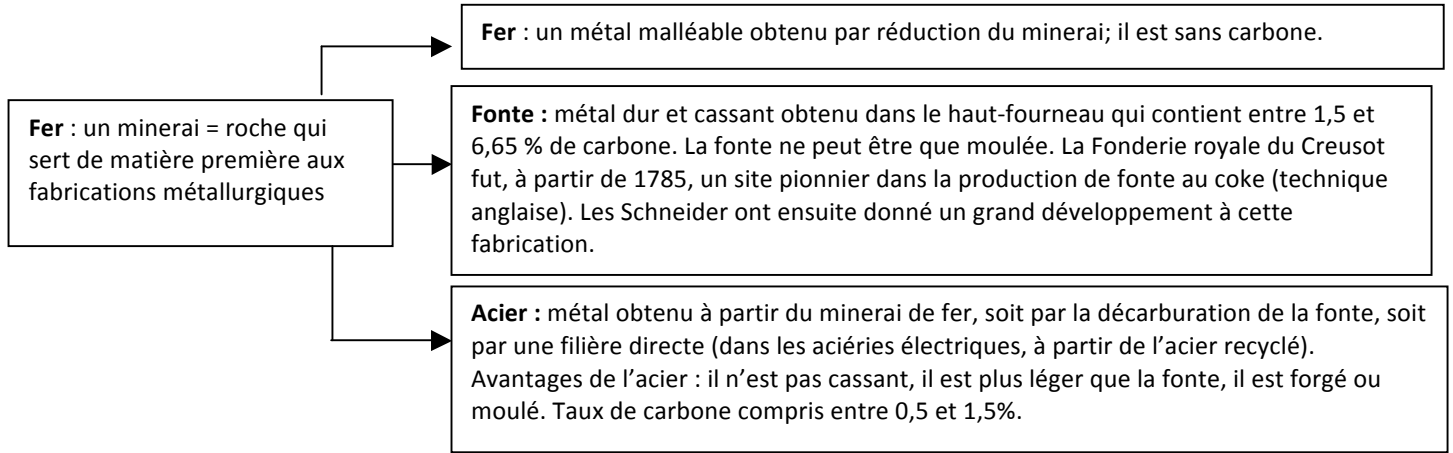 Fer : un métal malléable obtenu par réduction du minerai; il est sans carbone.
Fer : un minerai = roche qui
sert de matière première aux
fabrications métallurgiques
Fonte : métal dur et cassant obtenu dans le haut-fourneau qui contient entre 1,5 et
6,65 % de carbone. La fonte ne peut être que moulée. La Fonderie royale du Creusot
fut, à partir de 1785, un site pionnier dans la production de fonte au coke (technique
anglaise). Les Schneider ont ensuite donné un grand développement à cette
fabrication.
Acier : métal obtenu à partir du minerai de fer, soit par la décarburation de la fonte, soit
par une filière directe (dans les aciéries électriques, à partir de l’acier recyclé).
Avantages de l’acier : il n’est pas cassant, il est plus léger que la fonte, il est forgé ou
moulé. Taux de carbone compris entre 0,5 et 1,5%.